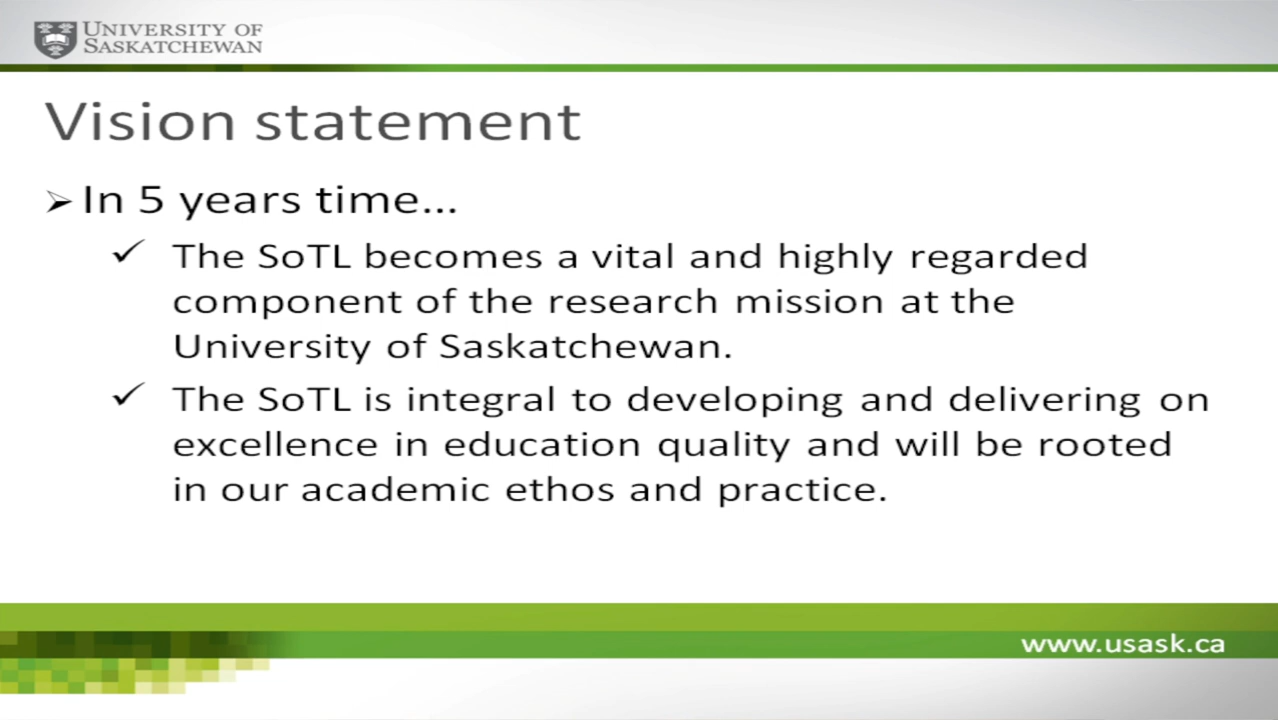 UNIVERSITY OF
SASKATCHEWAN
Vision statement
➢ In 5 years time...
✓ The SoTL becomes a vital and highly regarded
component of the research mission at the
University of Saskatchewan.
✓ The SoTL is integral to developing and delivering on
excellence in education quality and will be rooted
in our academic ethos and practice.
www.usask.ca